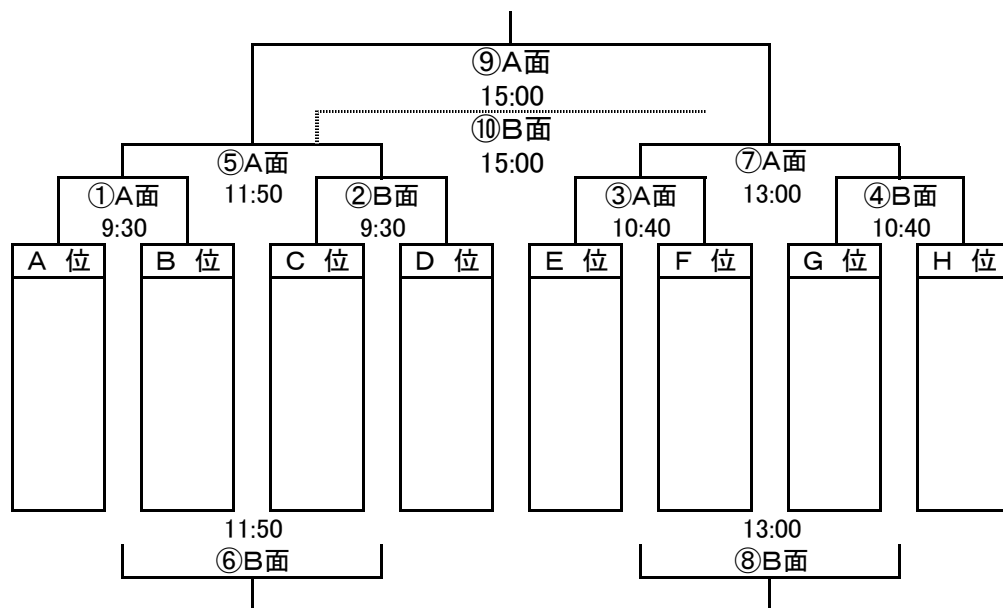 ⑨A面
15:00
⑩B面
15:00
⑤A面
11:50
⑦A面
13:00
①A面
9:30
②B面
9:30
③A面
10:40
④B面
10:40
A 位
B 位
C 位
D 位
E 位
F 位
G 位
H 位
11:50
⑥B面
13:00
⑧B面